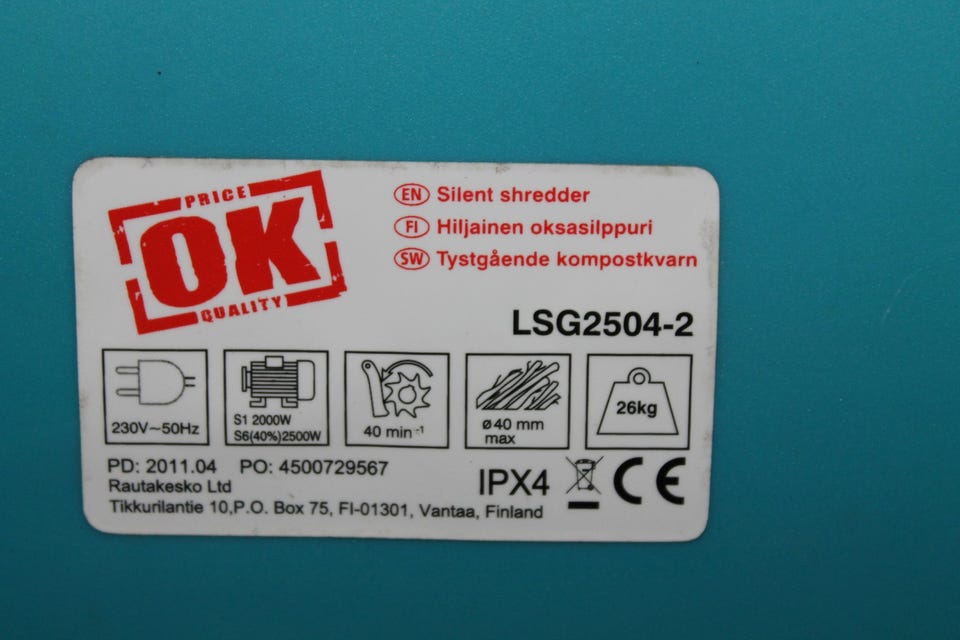 PRICE
OK
QUALITY
EN Silent shredder
FI Hiljainen oksasilppuri
SW Tystgående kompostkvarn
LSG2504-2
230V~50Hz
S1 2000W
S6(40%)2500W
40 min⁻¹
ø40 mm
max
26kg
PD: 2011.04 PO: 4500729567
Rautakesko Ltd
Tikkurilantie 10,P.O. Box 75, FI-01301, Vantaa, Finland
IPX4
CE